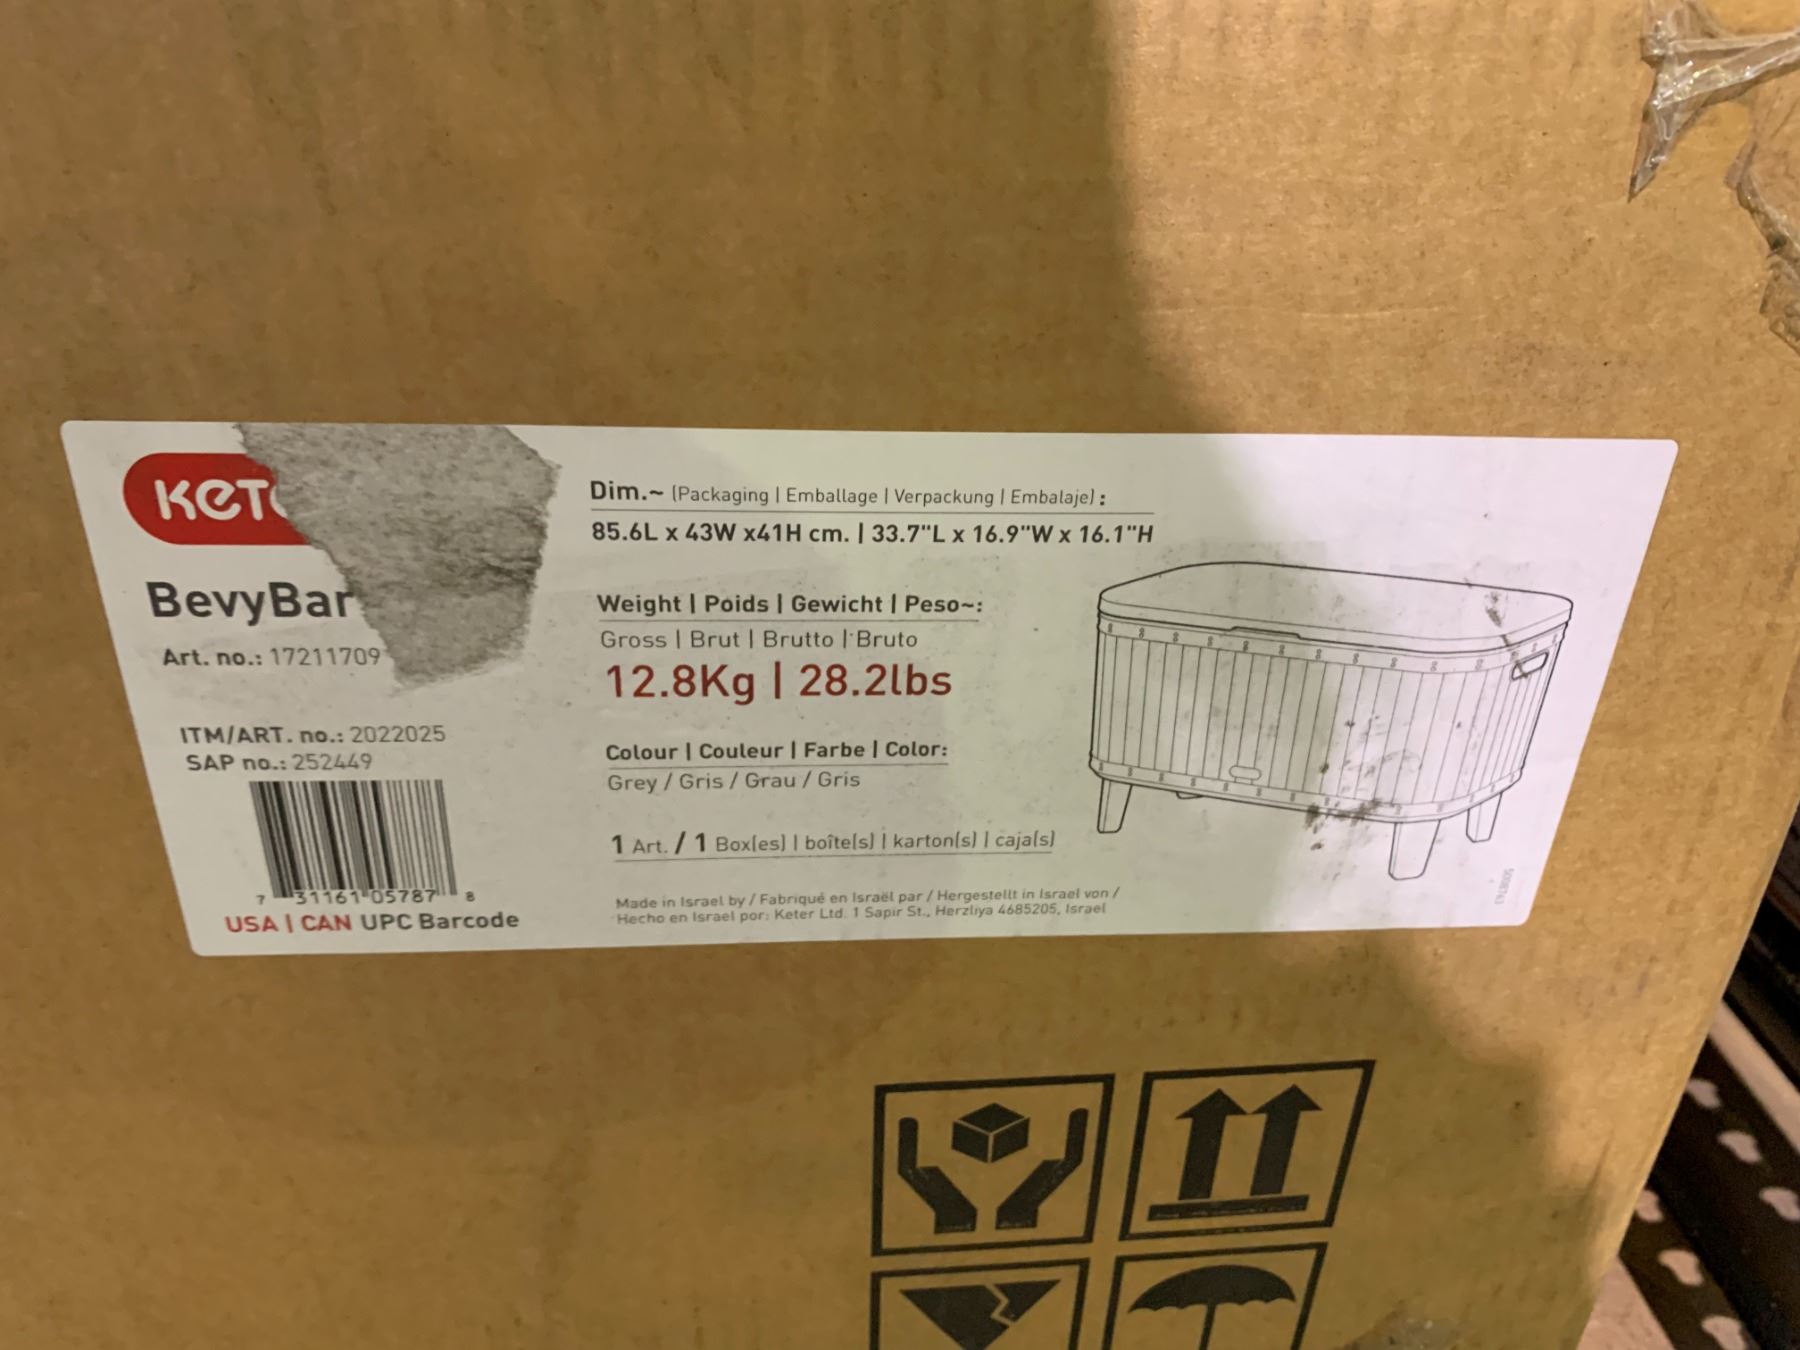 KET
BevyBar
Art. no.: 17211709
ITM/ART. no.: 2022025
SAP no.: 252449
7 31161 05787 8
USA | CAN UPC Barcode
Dim.~ (Packaging | Emballage | Verpackung | Embalaje) :
85.6L x 43W x41H cm. | 33.7"L x 16.9"W x 16.1"H
Weight | Poids | Gewicht | Peso~:
Gross | Brut | Brutto | Bruto
12.8Kg | 28.2lbs
Colour | Couleur | Farbe | Color:
Grey / Gris / Grau / Gris
1 Art. / 1 Box(es) | boîte(s) | karton(s) | caja(s)
Made in Israel by / Fabriqué en Israël par / Hergestellt in Israel von /
Hecho en Israel por: Keter Ltd. 1 Sapir St., Herzliya 4685205, Israel